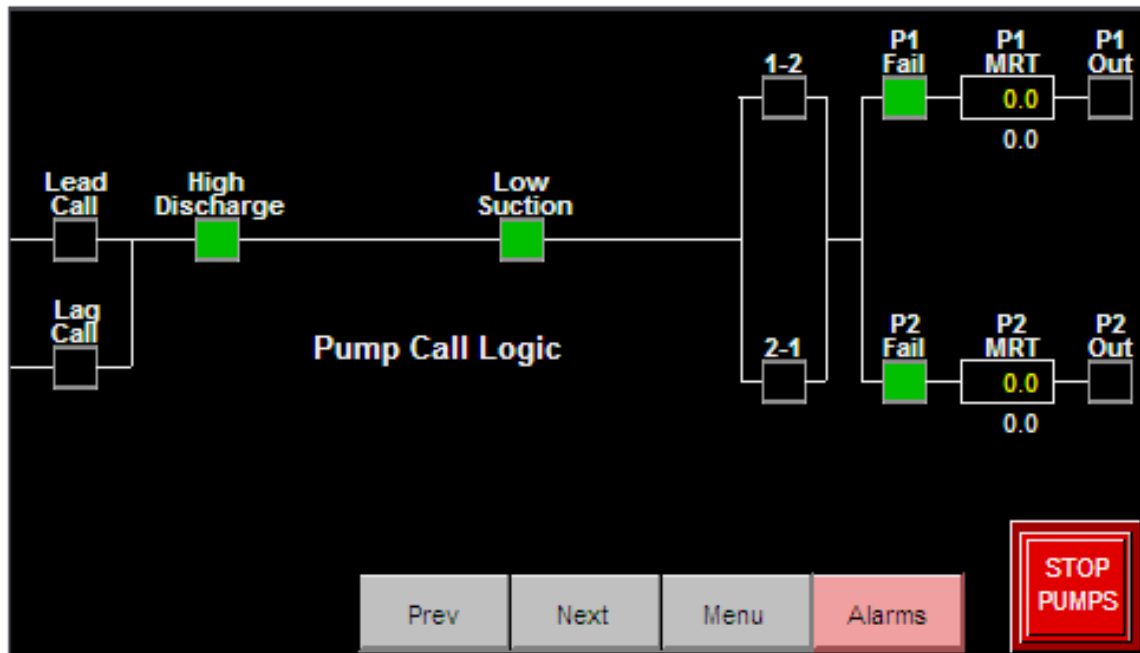 P1 P1 P1
1-2 Fail MRT Out
0.0
0.0
Lead High Low
Call Discharge Suction
Lag
Call
Pump Call Logic
P2 P2 P2
2-1 Fail MRT Out
0.0
0.0
STOP
PUMPS
Prev Next Menu Alarms